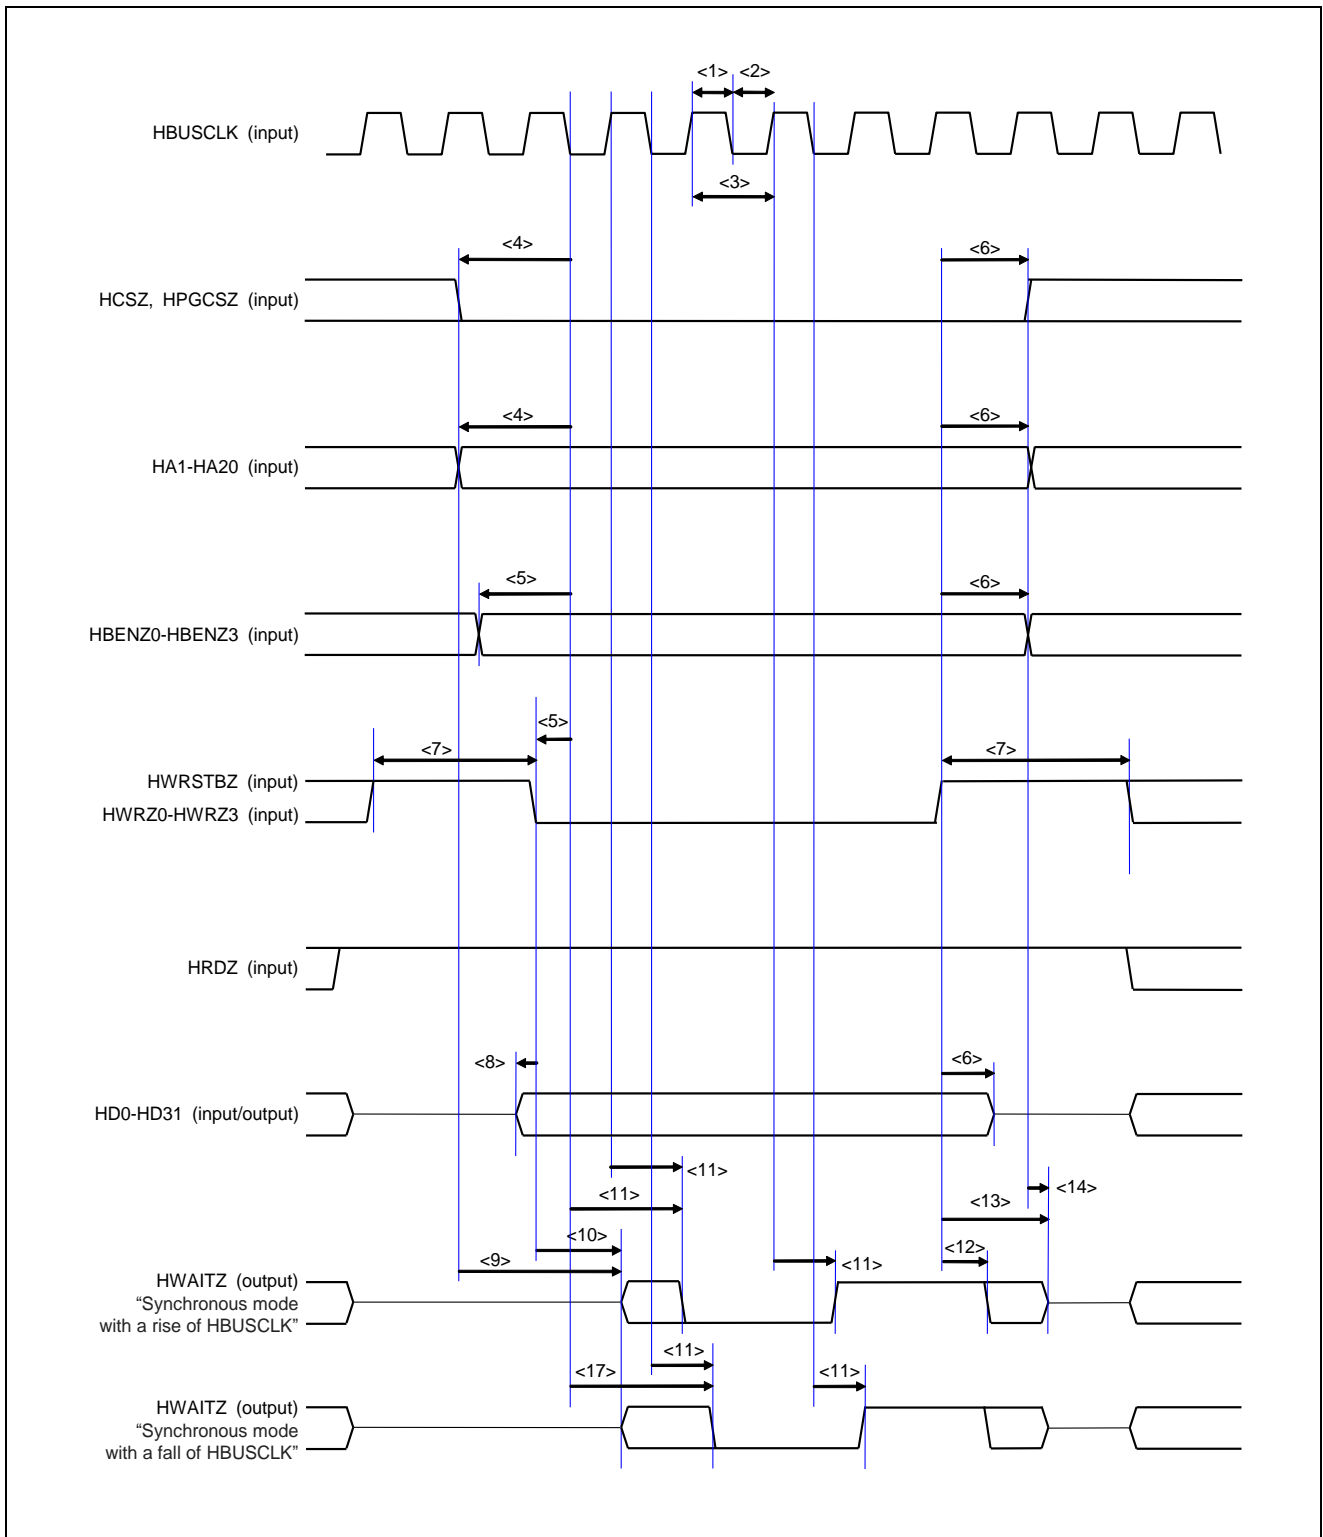 <1> <2>
HBUSCLK (input)
<3>
<4> <6>
HCSZ, HPGCSZ (input)
<4> <6>
HA1-HA20 (input)
<5> <6>
HBENZ0-HBENZ3 (input)
<5>
<7> <7>
HWRSTBZ (input)
HWRZ0-HWRZ3 (input)
HRDZ (input)
<8> <6>
HD0-HD31 (input/output)
<11>
<11> <14>
<13>
<10> <12>
<9> <11>
HWAITZ (output)
“Synchronous mode
with a rise of HBUSCLK”
<11>
<17> <11>
HWAITZ (output)
“Synchronous mode
with a fall of HBUSCLK”